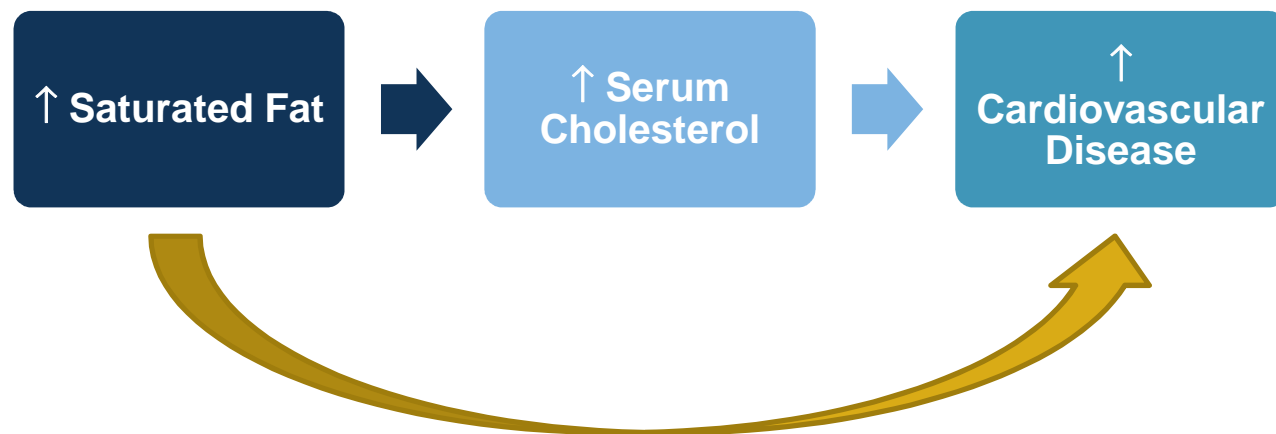 ↑ Saturated Fat
↑ Serum
Cholesterol
↑
Cardiovascular
Disease